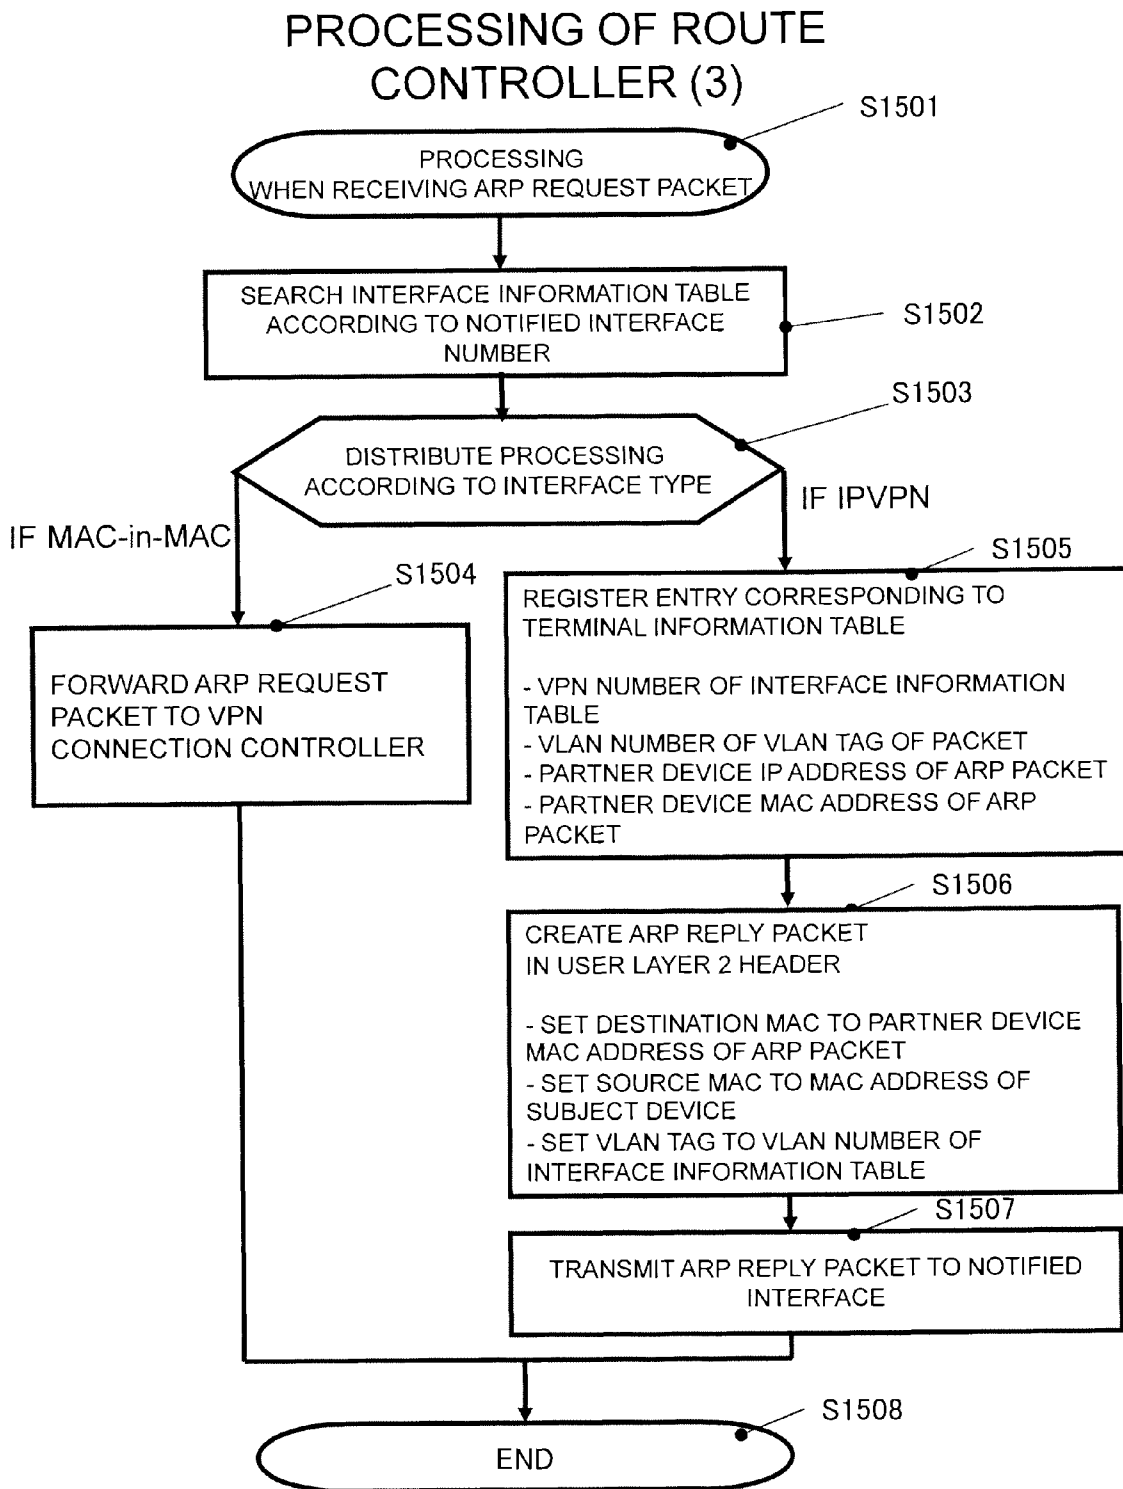 PROCESSING OF ROUTE
CONTROLLER (3)
S1501
PROCESSING
WHEN RECEIVING ARP REQUEST PACKET
SEARCH INTERFACE INFORMATION TABLE
ACCORDING TO NOTIFIED INTERFACE
NUMBER
S1502
S1503
DISTRIBUTE PROCESSING
ACCORDING TO INTERFACE TYPE
IF MAC-in-MAC
IF IPVPN
S1504
FORWARD ARP REQUEST
PACKET TO VPN
CONNECTION CONTROLLER
S1505
REGISTER ENTRY CORRESPONDING TO
TERMINAL INFORMATION TABLE
- VPN NUMBER OF INTERFACE INFORMATION
TABLE
- VLAN NUMBER OF VLAN TAG OF PACKET
- PARTNER DEVICE IP ADDRESS OF ARP PACKET
- PARTNER DEVICE MAC ADDRESS OF ARP
PACKET
S1506
CREATE ARP REPLY PACKET
IN USER LAYER 2 HEADER
- SET DESTINATION MAC TO PARTNER DEVICE
MAC ADDRESS OF ARP PACKET
- SET SOURCE MAC TO MAC ADDRESS OF
SUBJECT DEVICE
- SET VLAN TAG TO VLAN NUMBER OF
INTERFACE INFORMATION TABLE
S1507
TRANSMIT ARP REPLY PACKET TO NOTIFIED
INTERFACE
S1508
END